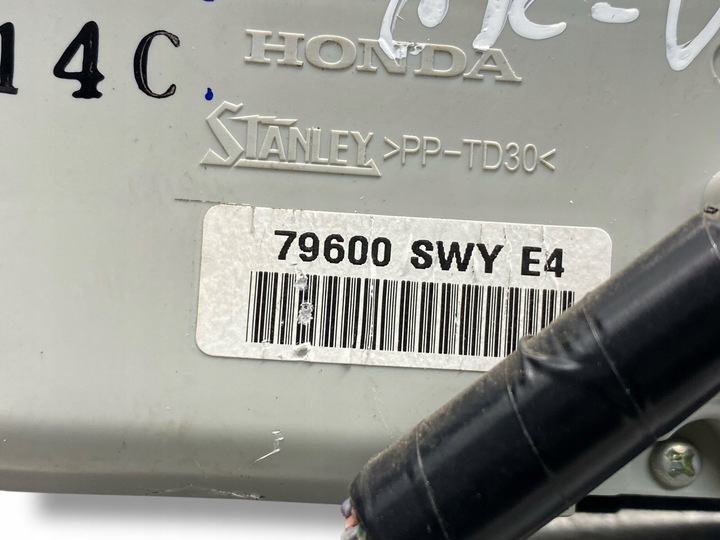 HONDA
14C
STANLEY >PP-TD30<
79600 SWY E4